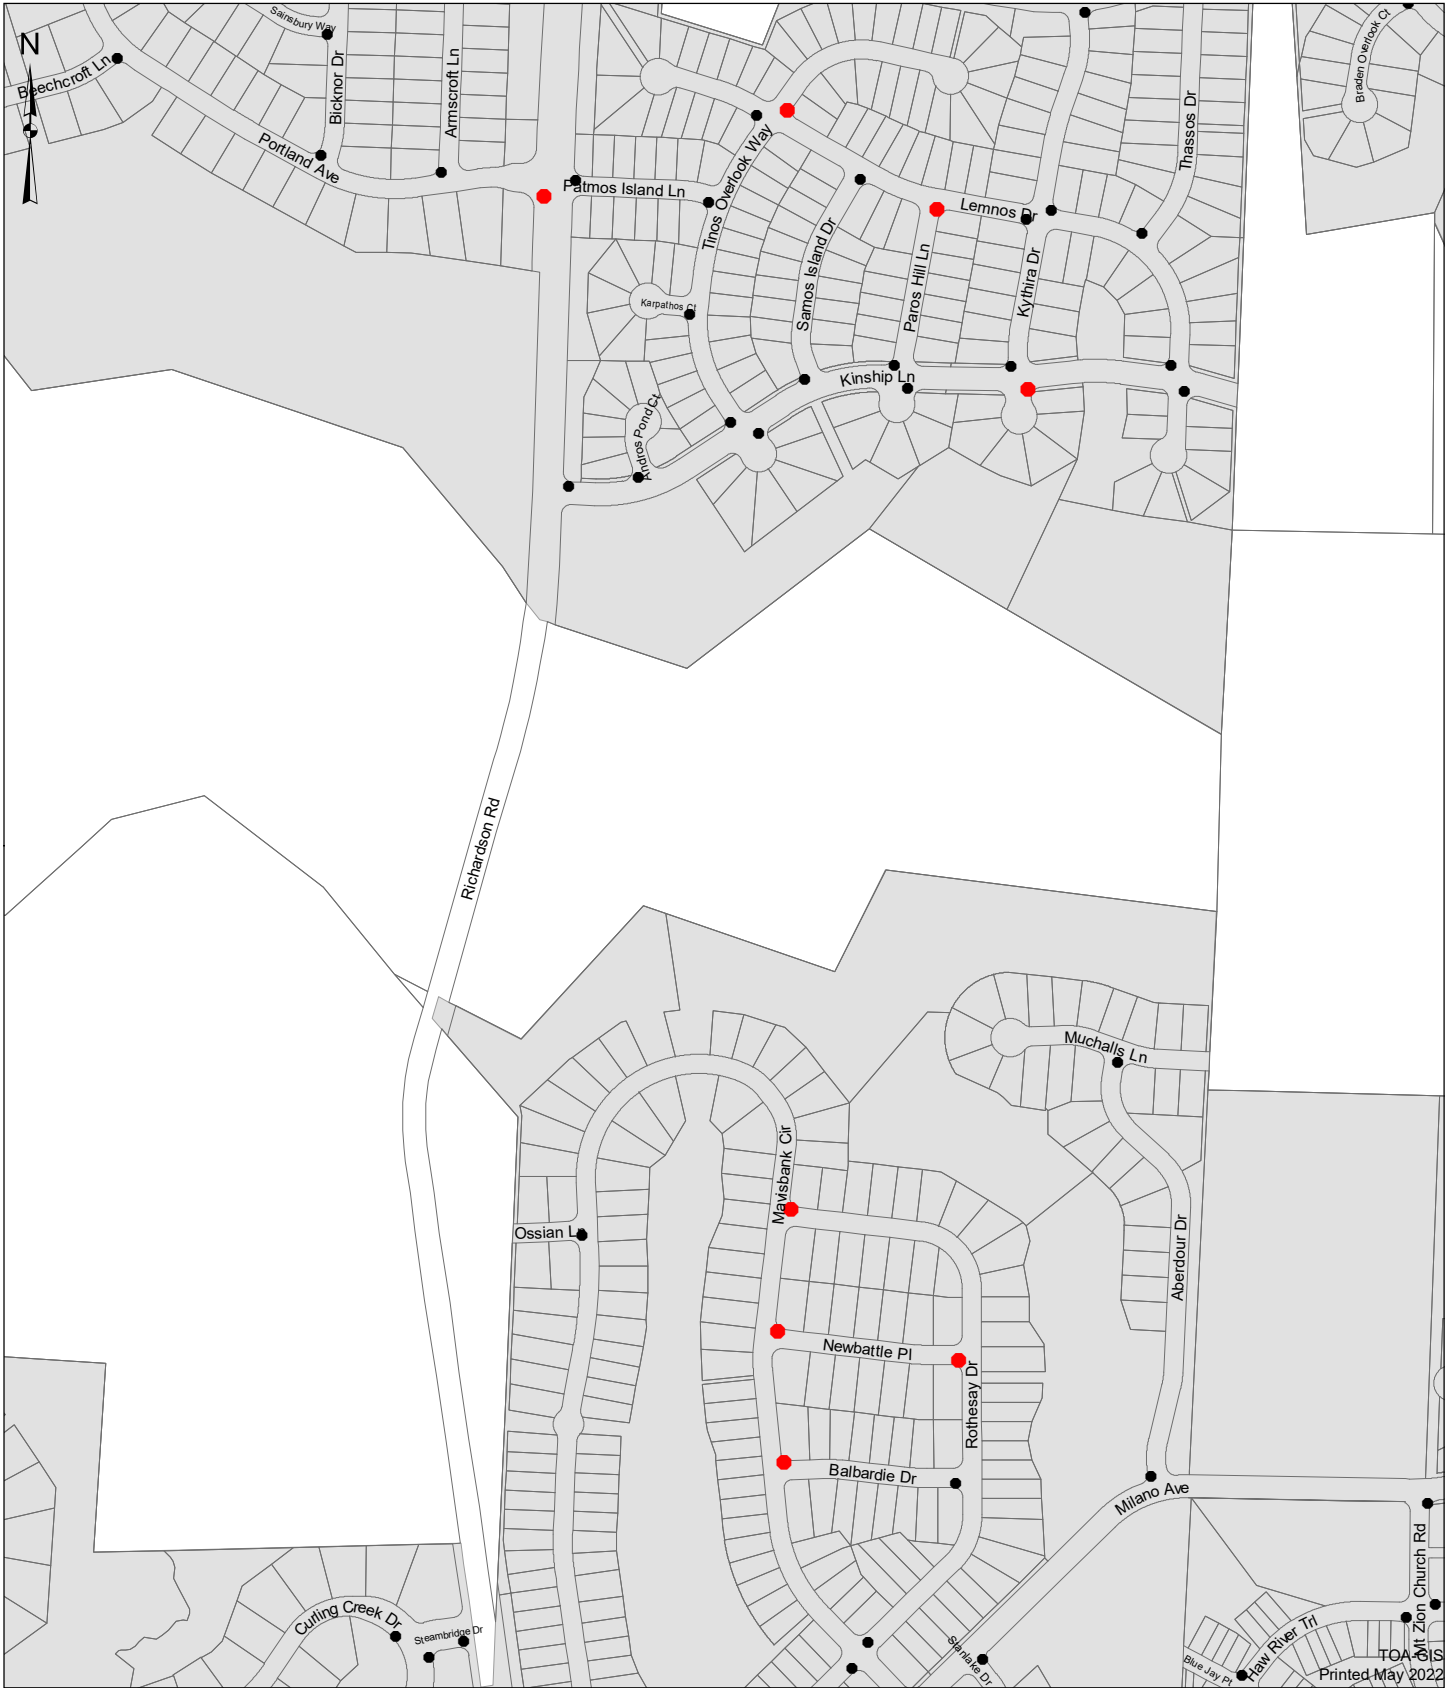 Sainsbury Way
N
Beechcroft Ln
Bicknor Dr
Armscroft Ln
Portland Ave
Patmos Island Ln
Tinos Overlook Way
Thassos Dr
Braden Overlook Ct
Lemnos Dr
Samos Island Dr
Paros Hill Ln
Kythira Dr
Karpathos Ct
Kinship Ln
Andros Pond Ct
Richardson Rd
Muchalls Ln
Mavisbank Cir
Ossian Ln
Aberdour Dr
Newbattle Pl
Rothesay Dr
Balbardie Dr
Milano Ave
Curling Creek Dr
Steambridge Dr
Stanlake Dr
Mt Zion Church Rd
Haw River Trl
Blue Jay Pt
TOA-GIS
Printed May 2022